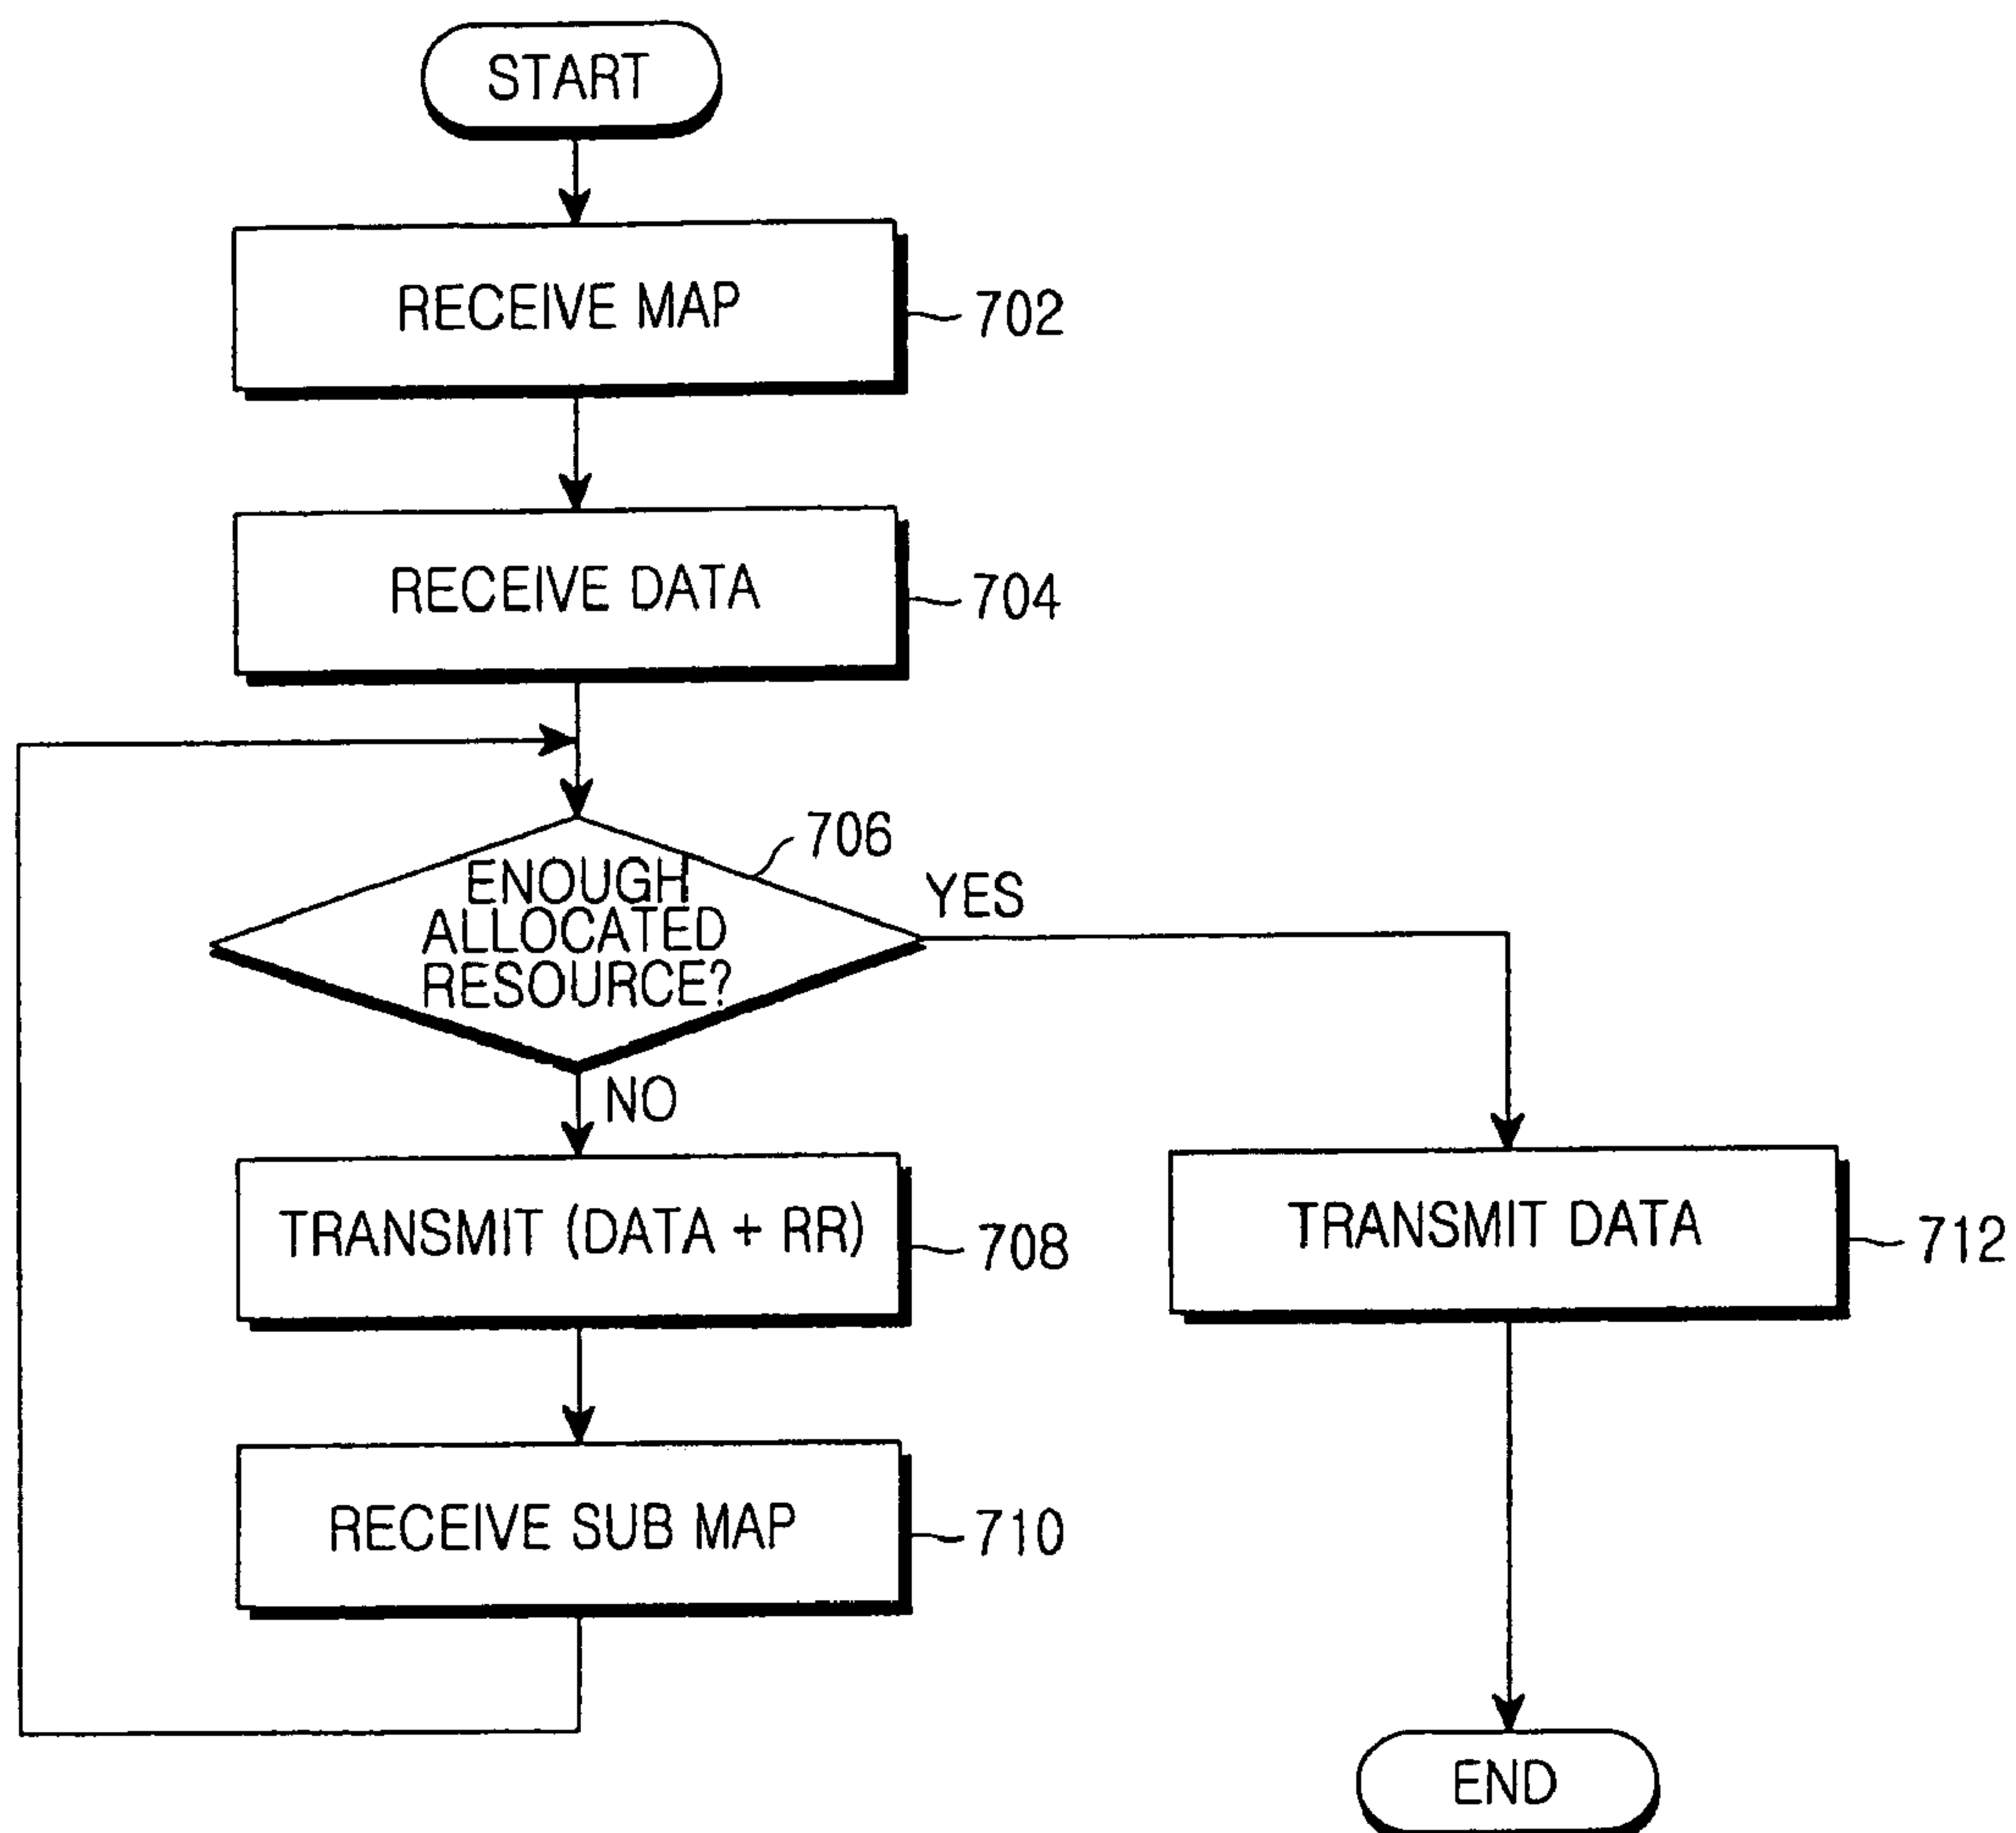 START
RECEIVE MAP
702
RECEIVE DATA
704
706
ENOUGH
ALLOCATED
RESOURCE?
YES
NO
TRANSMIT (DATA + RR)
708
TRANSMIT DATA
712
RECEIVE SUB MAP
710
END